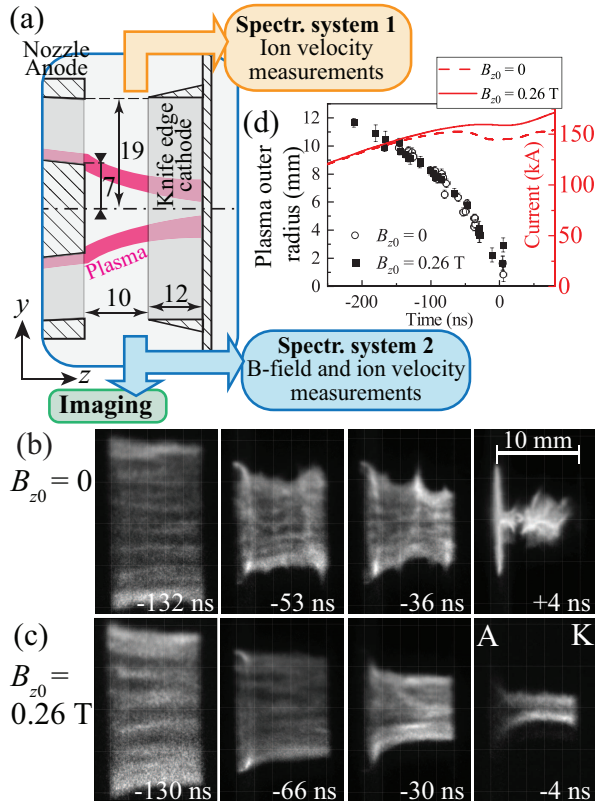 (a)
Spectr. system 1
Ion velocity
measurements
Nozzle
Anode
Knife edge
cathode
19
7
Plasma
10
12
y
z
Spectr. system 2
B-field and ion velocity
measurements
Imaging
B_z0 = 0
B_z0 = 0.26 T
(d)
Plasma outer
radius (mm)
12
10
8
6
4
2
0
B_z0 = 0
B_z0 = 0.26 T
150
100
50
0
Current (kA)
-200
-100
0
Time (ns)
(b)
B_z0 = 0
10 mm
-132 ns
-53 ns
-36 ns
+4 ns
(c)
B_z0 =
0.26 T
A
K
-130 ns
-66 ns
-30 ns
-4 ns